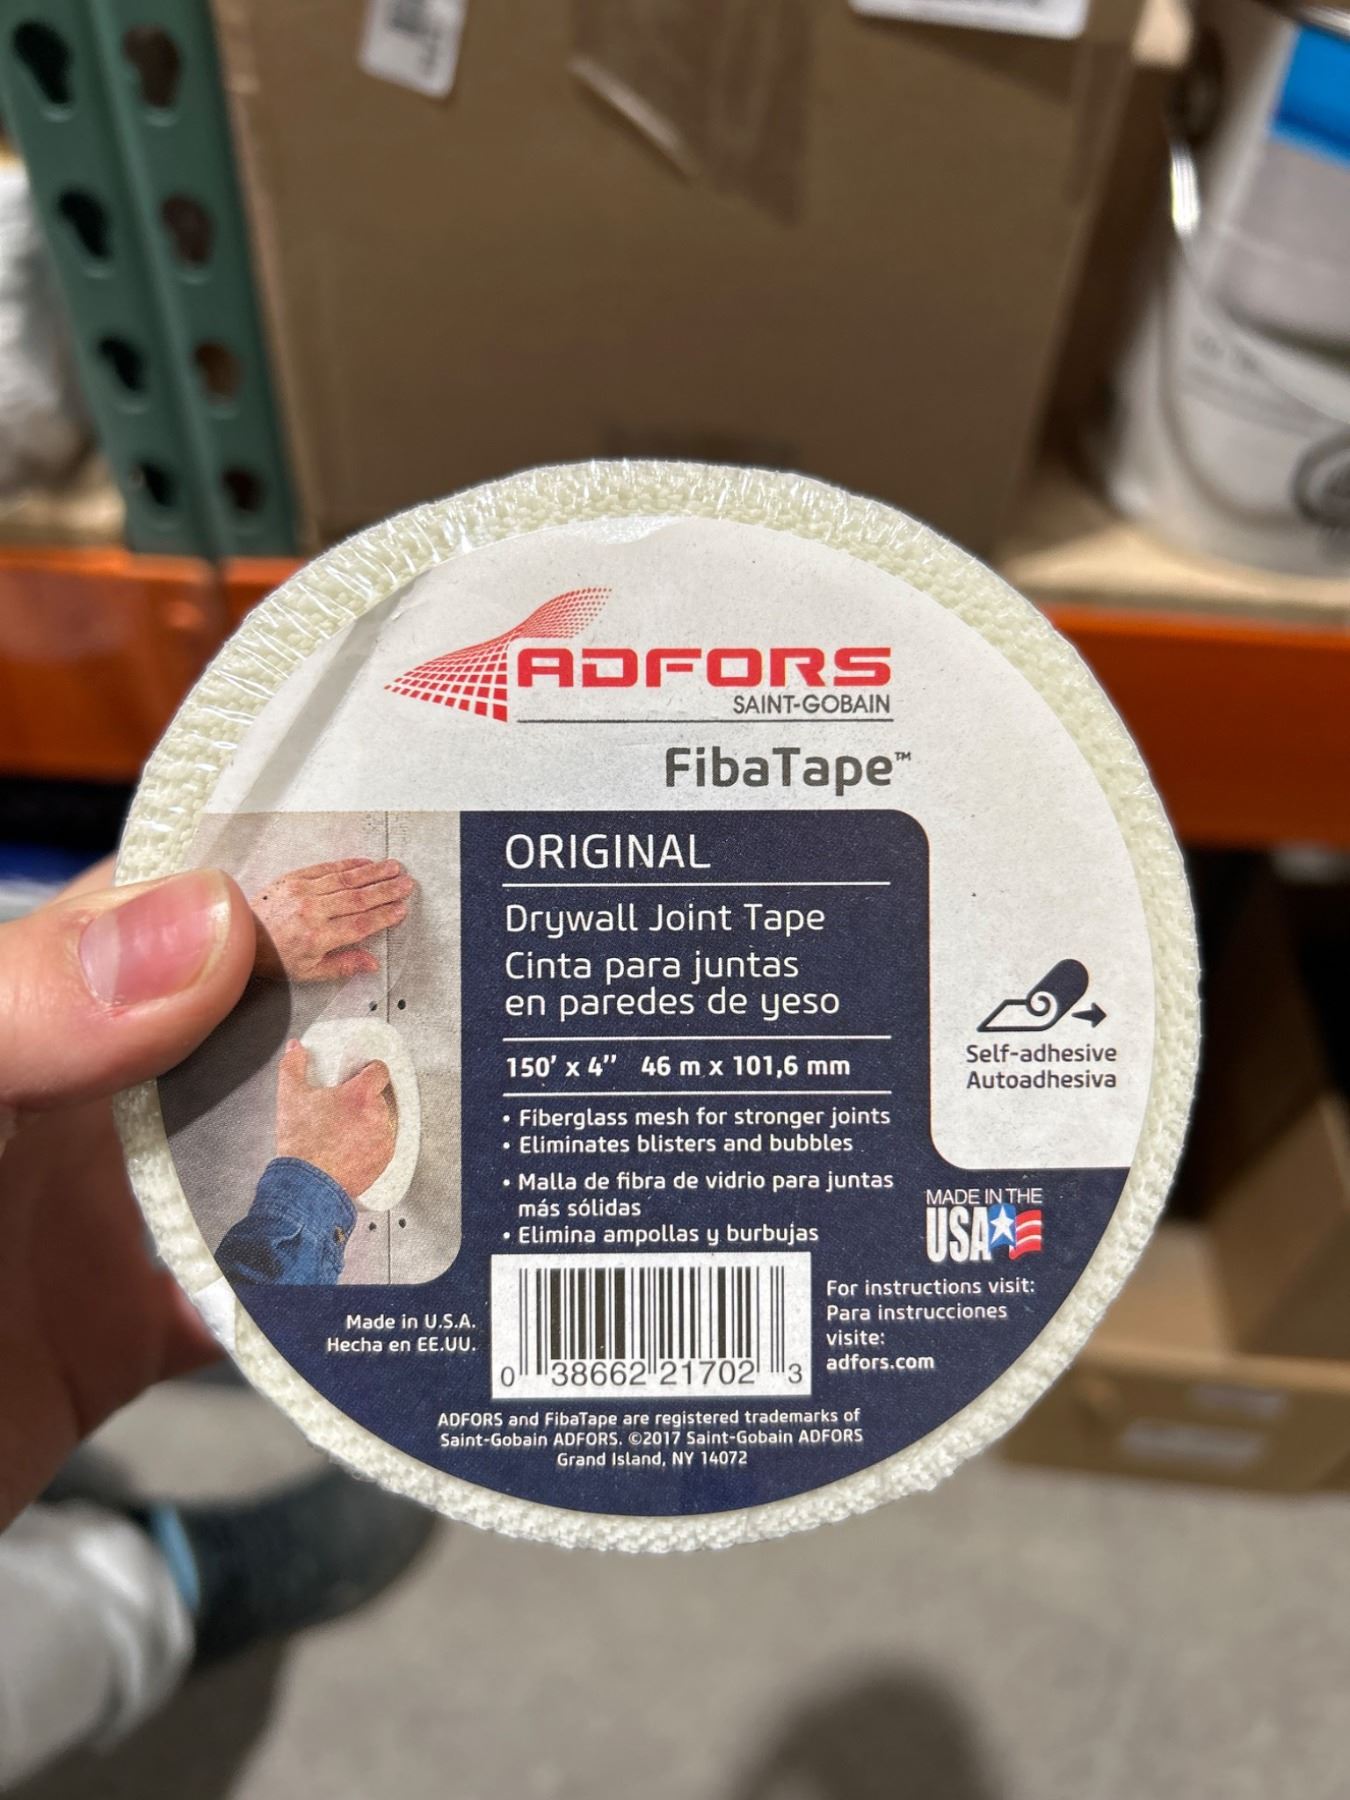 ADFORS
SAINT-GOBAIN
FibaTape™
ORIGINAL
Drywall Joint Tape
Cinta para juntas
en paredes de yeso
150' x 4" 46 m x 101,6 mm
• Fiberglass mesh for stronger joints
• Eliminates blisters and bubbles
• Malla de fibra de vidrio para juntas
más sólidas
• Elimina ampollas y burbujas
Self-adhesive
Autoadhesiva
MADE IN THE
USA
For instructions visit:
Para instrucciones
visite:
adfors.com
Made in U.S.A.
Hecha en EE.UU.
0 38662 21702 3
ADFORS and FibaTape are registered trademarks of
Saint-Gobain ADFORS. ©2017 Saint-Gobain ADFORS
Grand Island, NY 14072